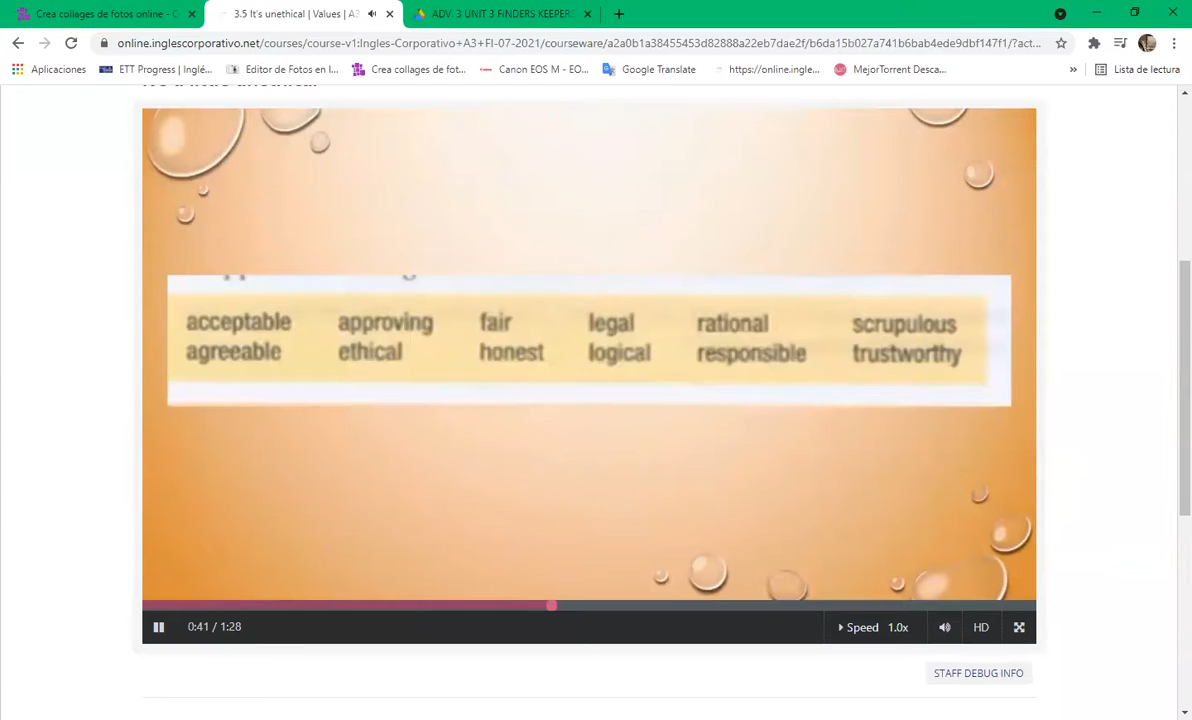 Crea collages de fotos online - C
3.5 It's unethical | Values | A3
ADV. 3 UNIT 3 FINDERS KEEPERS
online.inglescorporativo.net/courses/course-v1:Ingles-Corporativo+A3+FI-07-2021/courseware/a2a0b1a38455453d82888a22eb7dae2f/b6da15b027a741b6bab4ede9dbf147f1/?act...
Aplicaciones
ETT Progress | Inglé...
Editor de Fotos en l...
Crea collages de fot...
Canon EOS M - EO...
Google Translate
https://online.ingle...
MejorTorrent Desca...
»
Lista de lectura
acceptable approving fair legal rational scrupulous
agreeable ethical honest logical responsible trustworthy
0:41 / 1:28
Speed 1.0x
HD
STAFF DEBUG INFO